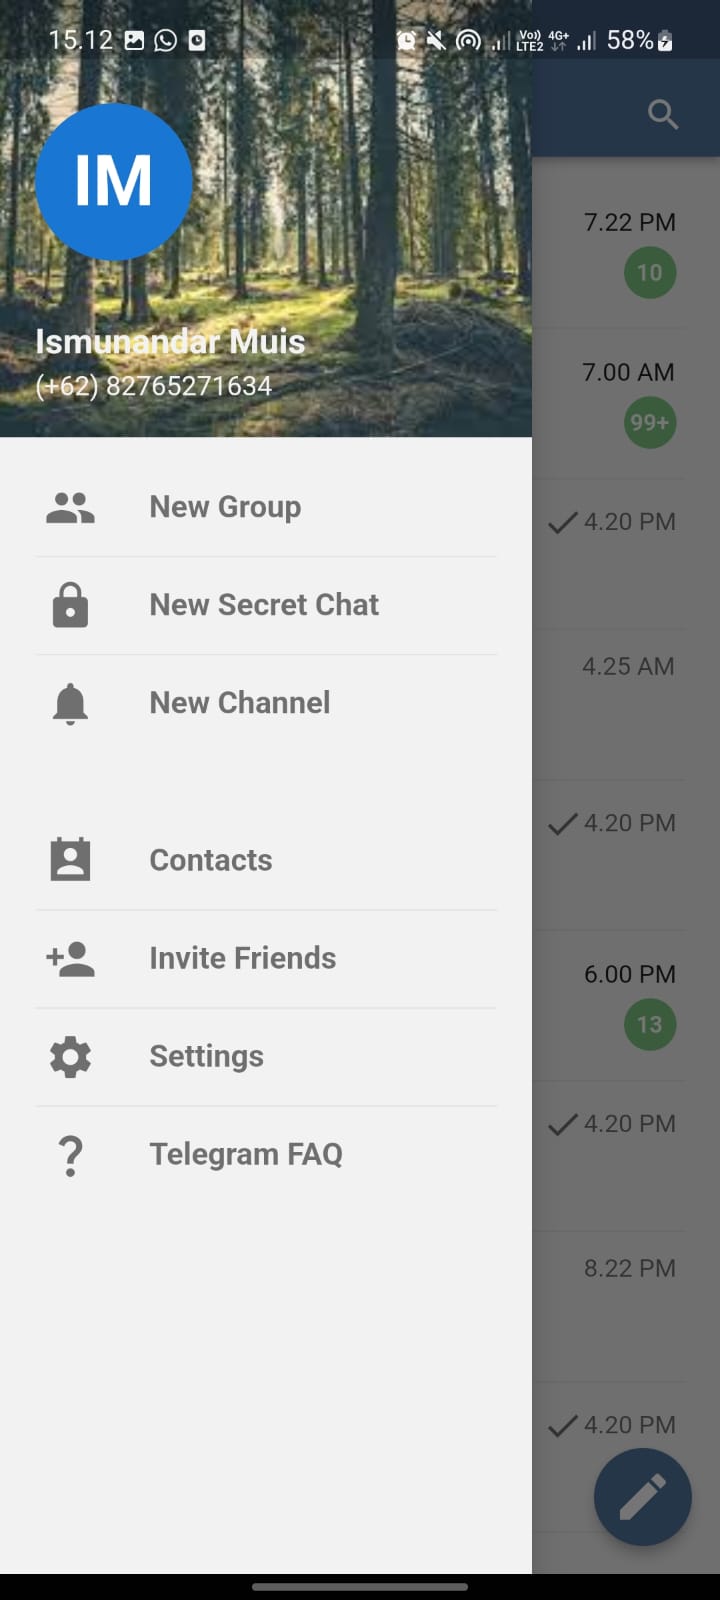 15.12
Vo)) 4G+
LTE2
58%
IM
Ismunandar Muis
(+62) 82765271634
New Group
New Secret Chat
New Channel
Contacts
Invite Friends
Settings
Telegram FAQ
7.22 PM
10
7.00 AM
99+
4.20 PM
4.25 AM
4.20 PM
6.00 PM
13
4.20 PM
8.22 PM
4.20 PM